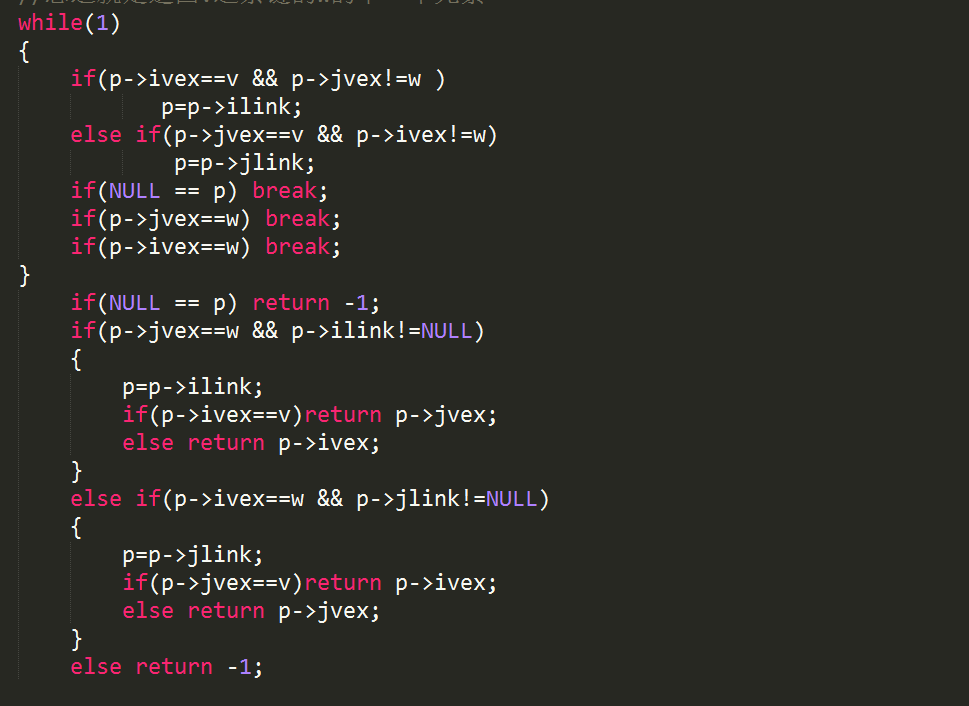 while(1)
{
if(p->ivex==v && p->jvex!=w )
p=p->ilink;
else if(p->jvex==v && p->ivex!=w)
p=p->jlink;
if(NULL == p) break;
if(p->jvex==w) break;
if(p->ivex==w) break;
}
if(NULL == p) return -1;
if(p->jvex==w && p->ilink!=NULL)
{
p=p->ilink;
if(p->ivex==v)return p->jvex;
else return p->ivex;
}
else if(p->ivex==w && p->jlink!=NULL)
{
p=p->jlink;
if(p->jvex==v)return p->ivex;
else return p->jvex;
}
else return -1;